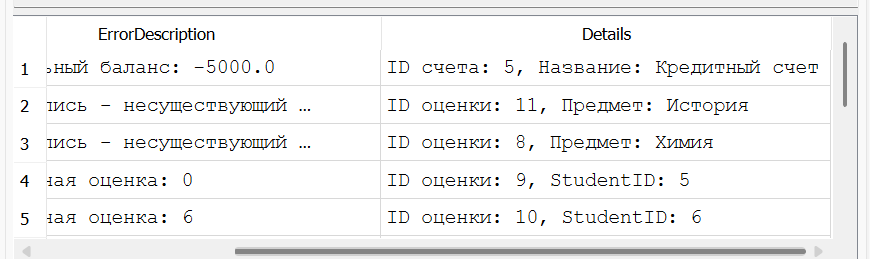 ErrorDescription Details
1 ьный баланс: -5000.0 ID счета: 5, Название: Кредитный счет
2 пись - несуществующий … ID оценки: 11, Предмет: История
3 пись - несуществующий … ID оценки: 8, Предмет: Химия
4 ная оценка: 0 ID оценки: 9, StudentID: 5
5 ная оценка: 6 ID оценки: 10, StudentID: 6